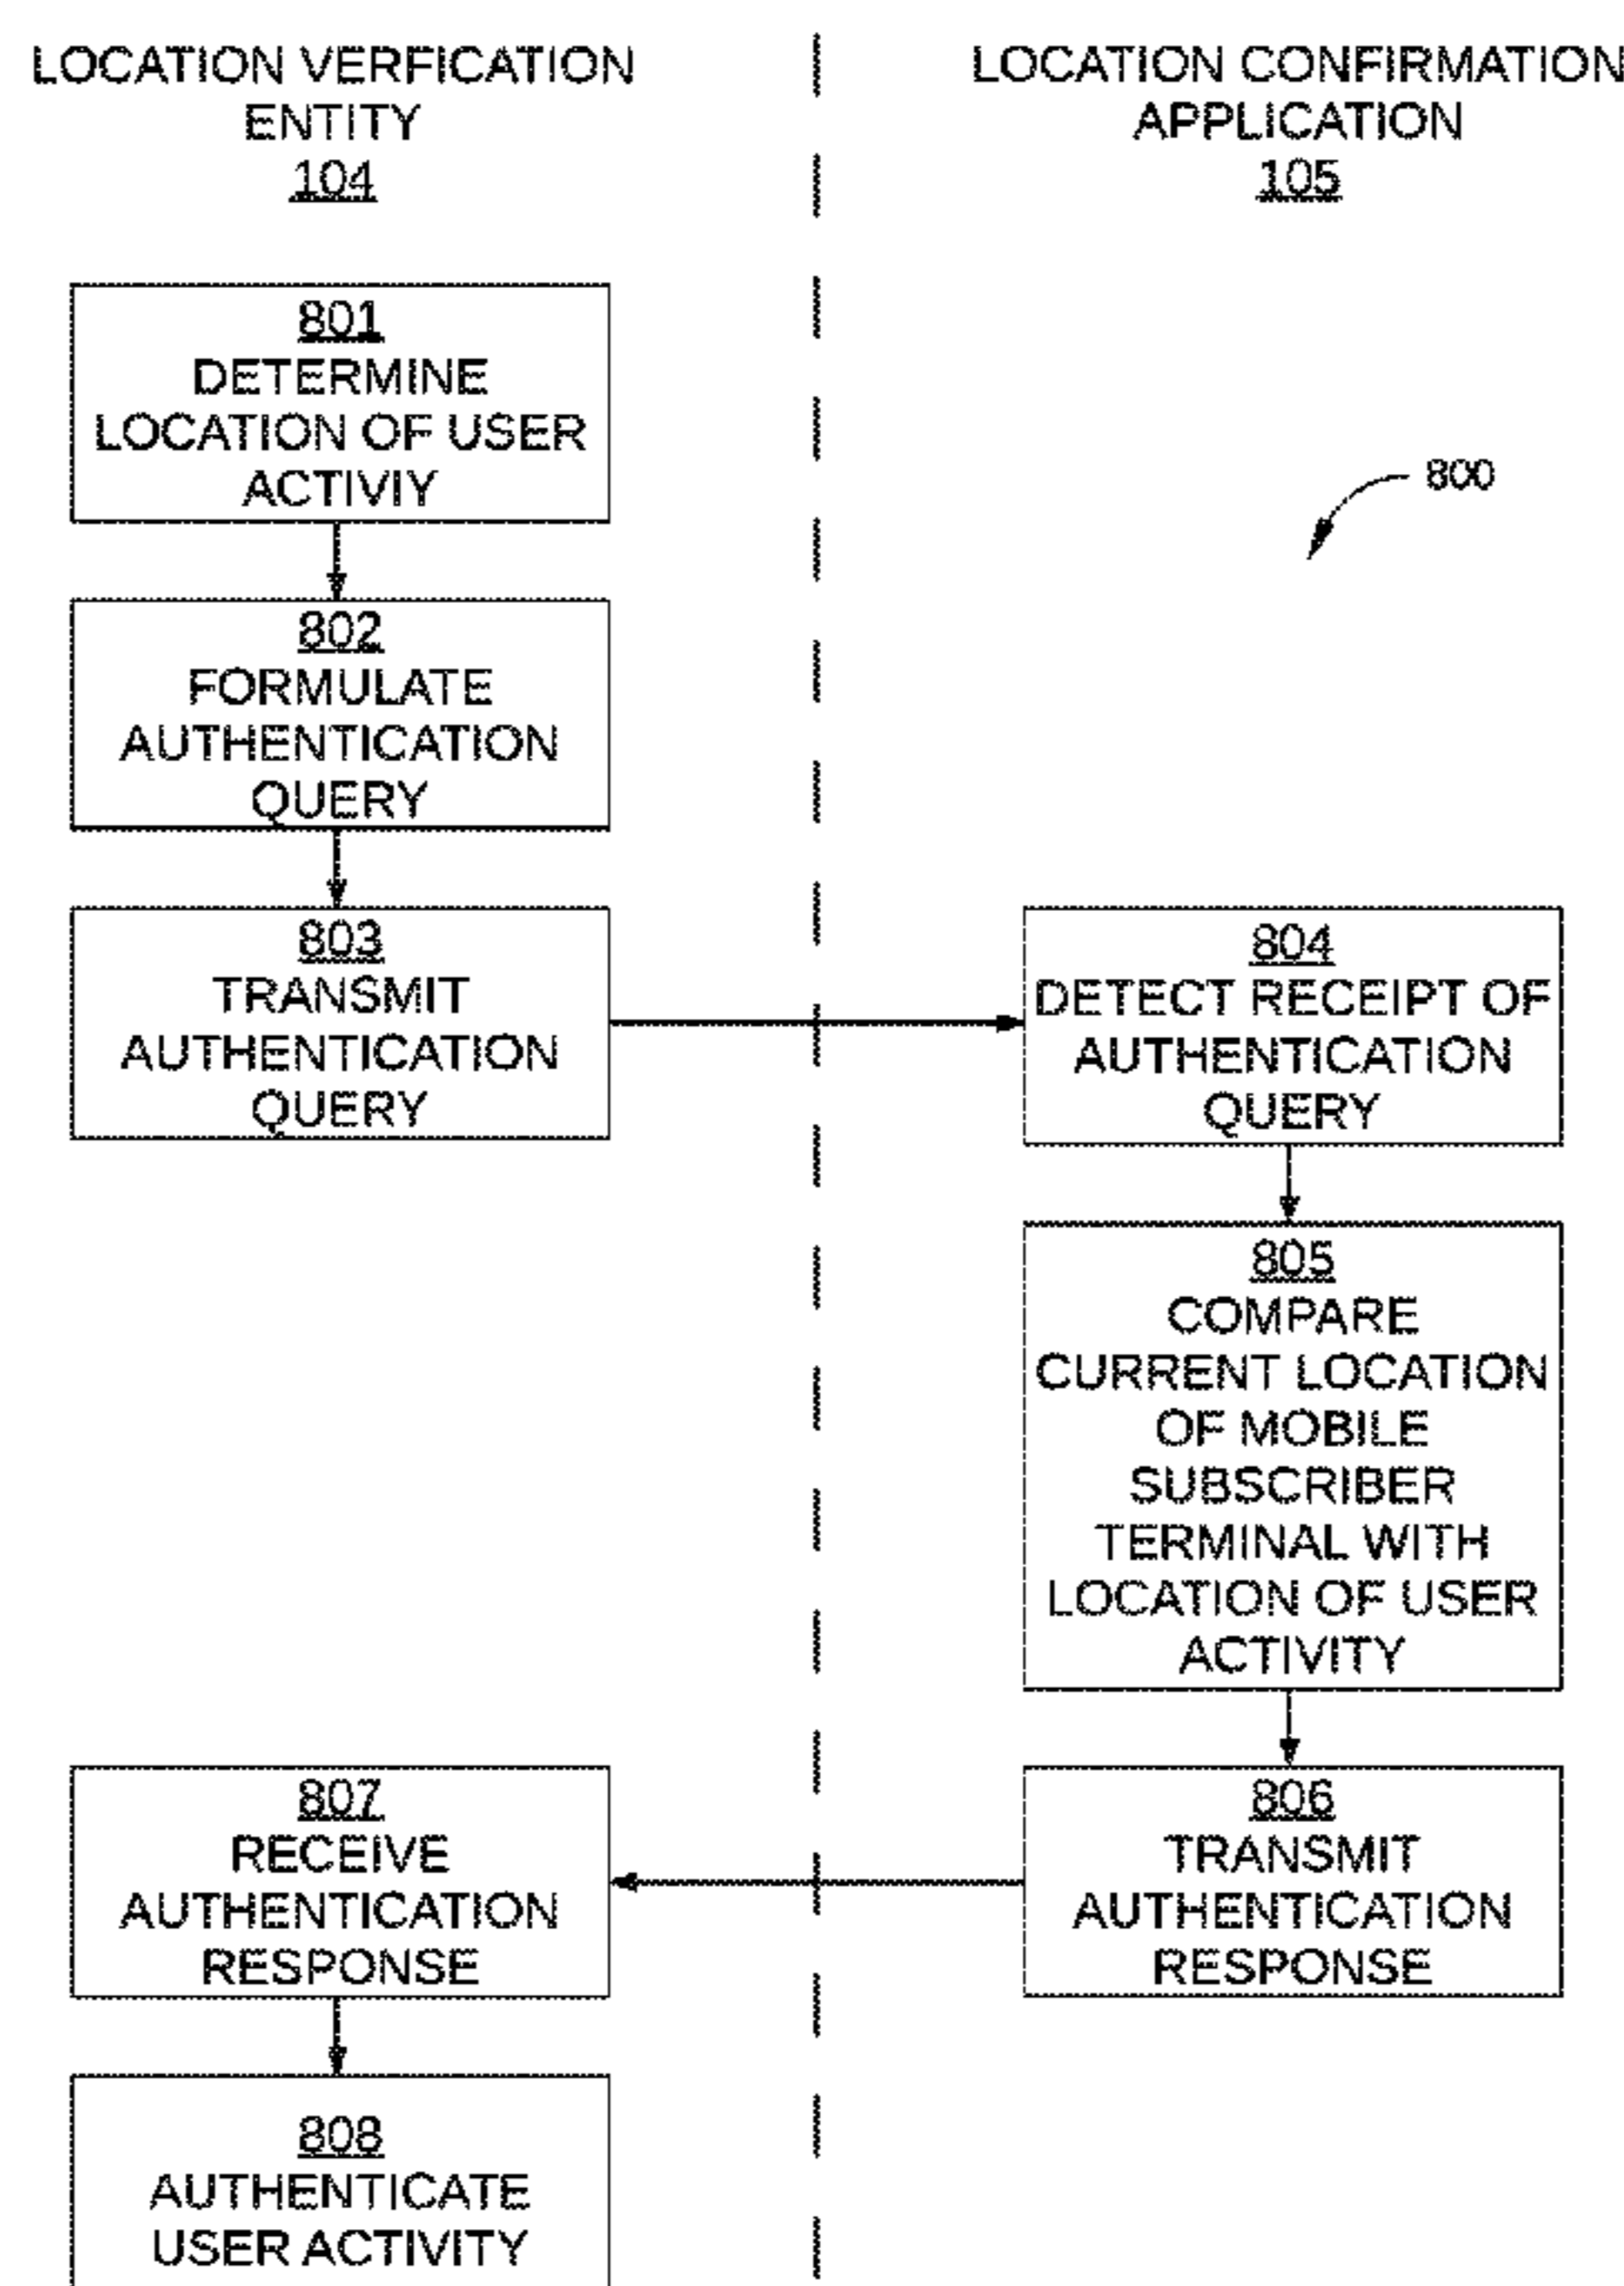 LOCATION VERFICATION
ENTITY
104
LOCATION CONFIRMATION
APPLICATION
105
801
DETERMINE
LOCATION OF USER
ACTIVIY
800
802
FORMULATE
AUTHENTICATION
QUERY
803
TRANSMIT
AUTHENTICATION
QUERY
804
DETECT RECEIPT OF
AUTHENTICATION
QUERY
805
COMPARE
CURRENT LOCATION
OF MOBILE
SUBSCRIBER
TERMINAL WITH
LOCATION OF USER
ACTIVITY
806
TRANSMIT
AUTHENTICATION
RESPONSE
807
RECEIVE
AUTHENTICATION
RESPONSE
808
AUTHENTICATE
USER ACTIVITY